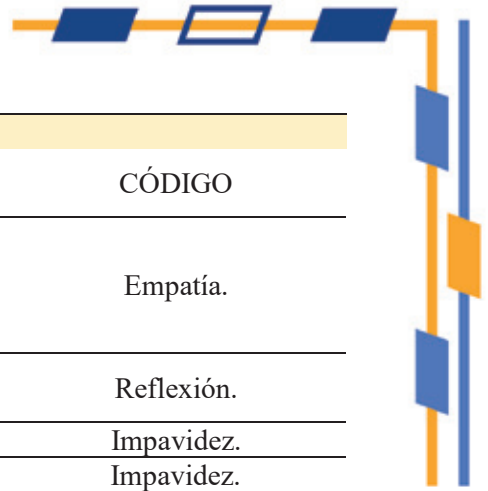 CÓDIGO
Empatía.
Reflexión.
Impavidez.
Impavidez.